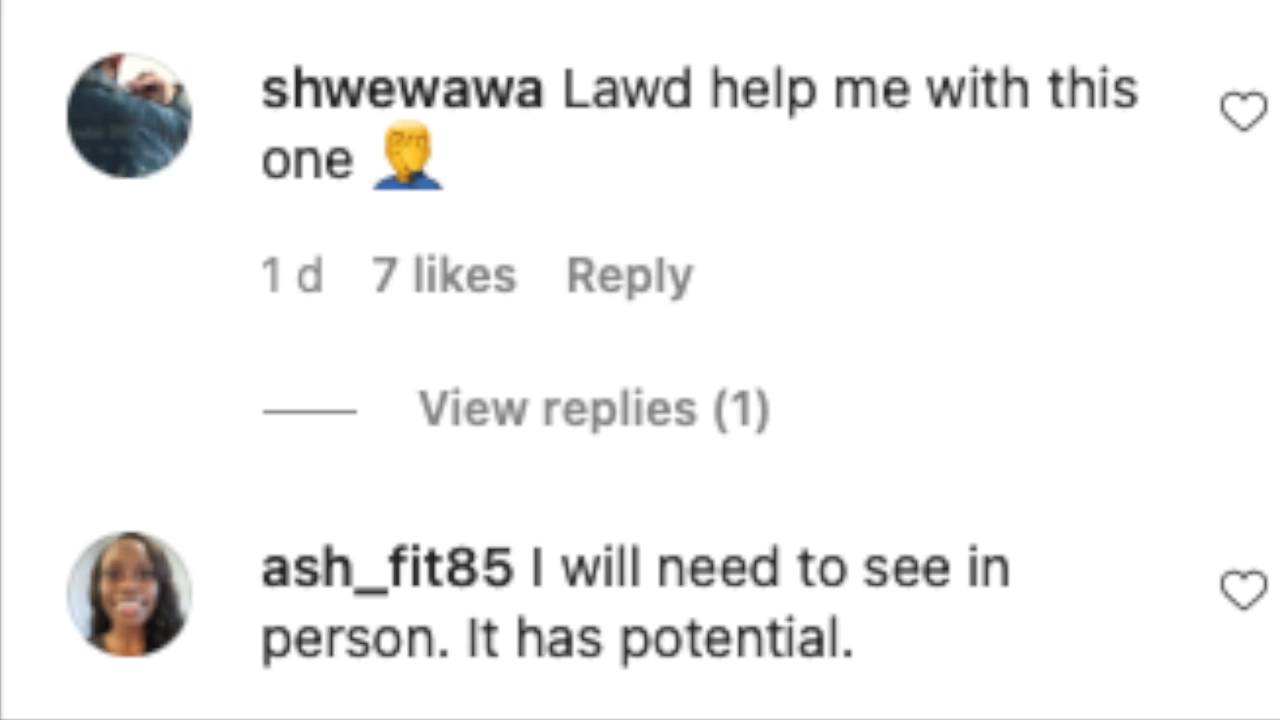 shwewawa Lawd help me with this
one 🤦‍♂️
1 d 7 likes Reply
View replies (1)
ash_fit85 I will need to see in
person. It has potential.